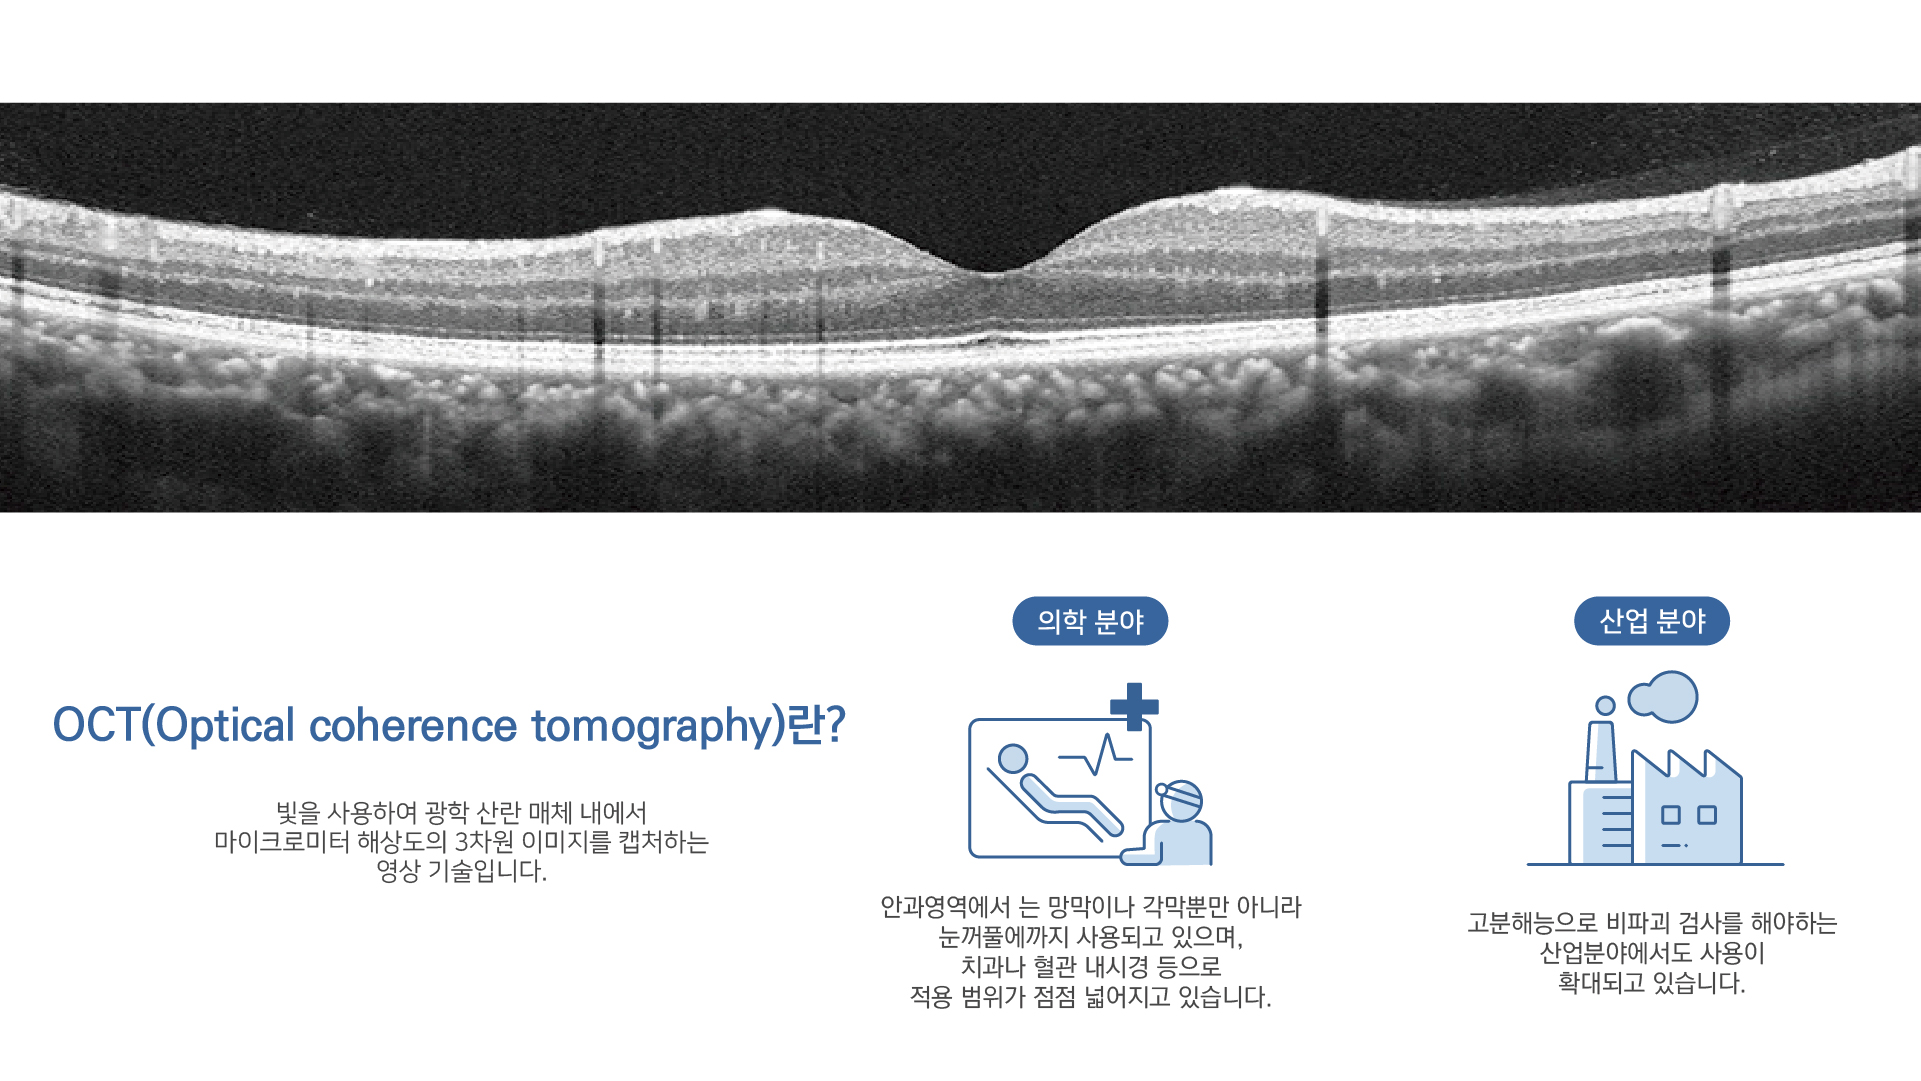 OCT(Optical coherence tomography)란?
빛을 사용하여 광학 산란 매체 내에서
마이크로미터 해상도의 3차원 이미지를 캡처하는
영상 기술입니다.
의학 분야
안과영역에서 는 망막이나 각막뿐만 아니라
눈꺼풀에까지 사용되고 있으며,
치과나 혈관 내시경 등으로
적용 범위가 점점 넓어지고 있습니다.
산업 분야
고분해능으로 비파괴 검사를 해야하는
산업분야에서도 사용이
확대되고 있습니다.